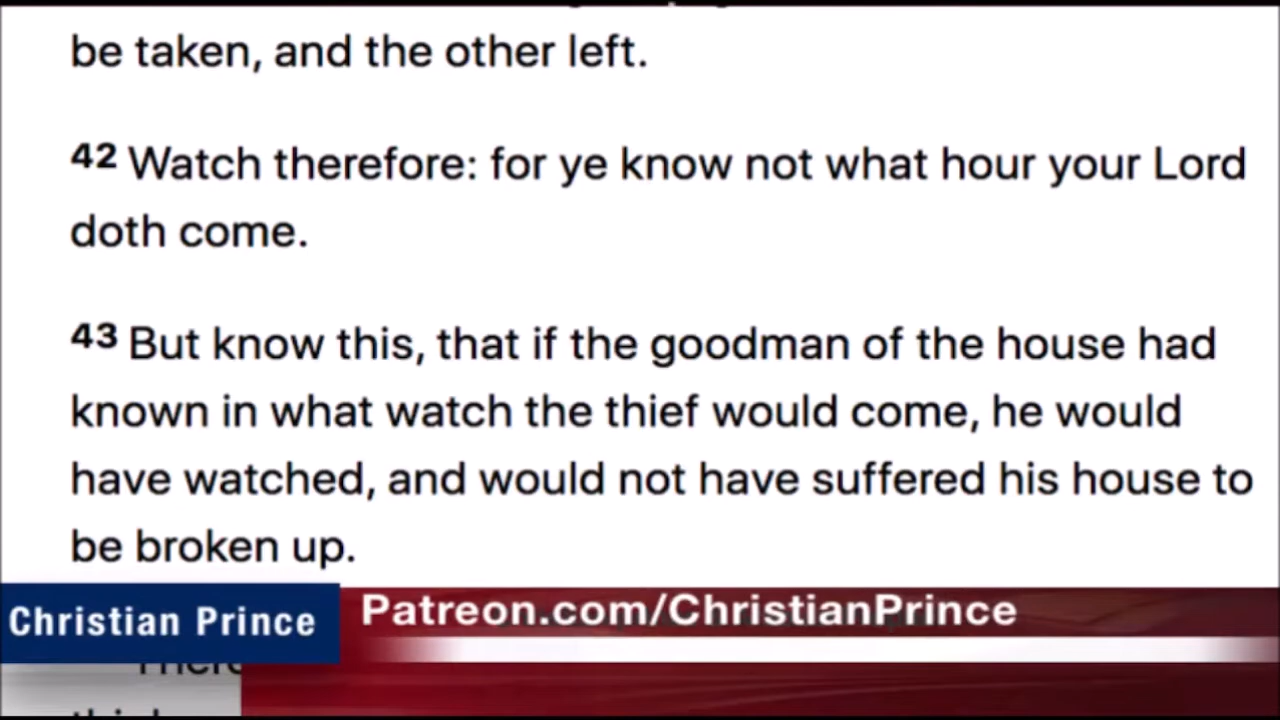 be taken, and the other left.
42 Watch therefore: for ye know not what hour your Lord
doth come.
43 But know this, that if the goodman of the house had
known in what watch the thief would come, he would
have watched, and would not have suffered his house to
be broken up.
Christian Prince
Patreon.com/ChristianPrince